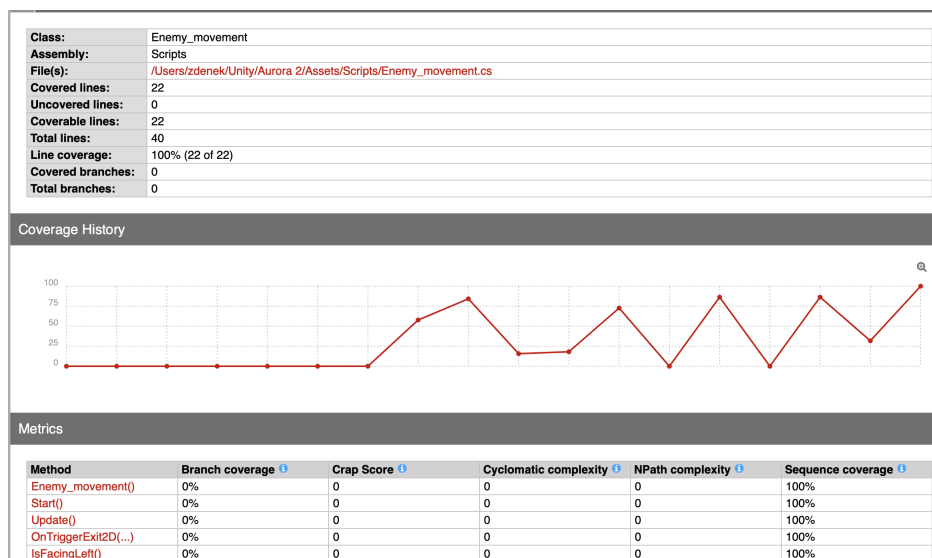 Class: Enemy_movement
Assembly: Scripts
File(s): /Users/zdenek/Unity/Aurora 2/Assets/Scripts/Enemy_movement.cs
Covered lines: 22
Uncovered lines: 0
Coverable lines: 22
Total lines: 40
Line coverage: 100% (22 of 22)
Covered branches: 0
Total branches: 0
Coverage History
100
75
50
25
0
Metrics
Method Branch coverage Crap Score Cyclomatic complexity NPath complexity Sequence coverage
Enemy_movement() 0% 0 0 0 100%
Start() 0% 0 0 0 100%
Update() 0% 0 0 0 100%
OnTriggerExit2D(...) 0% 0 0 0 100%
IsFacingLeft() 0% 0 0 0 100%